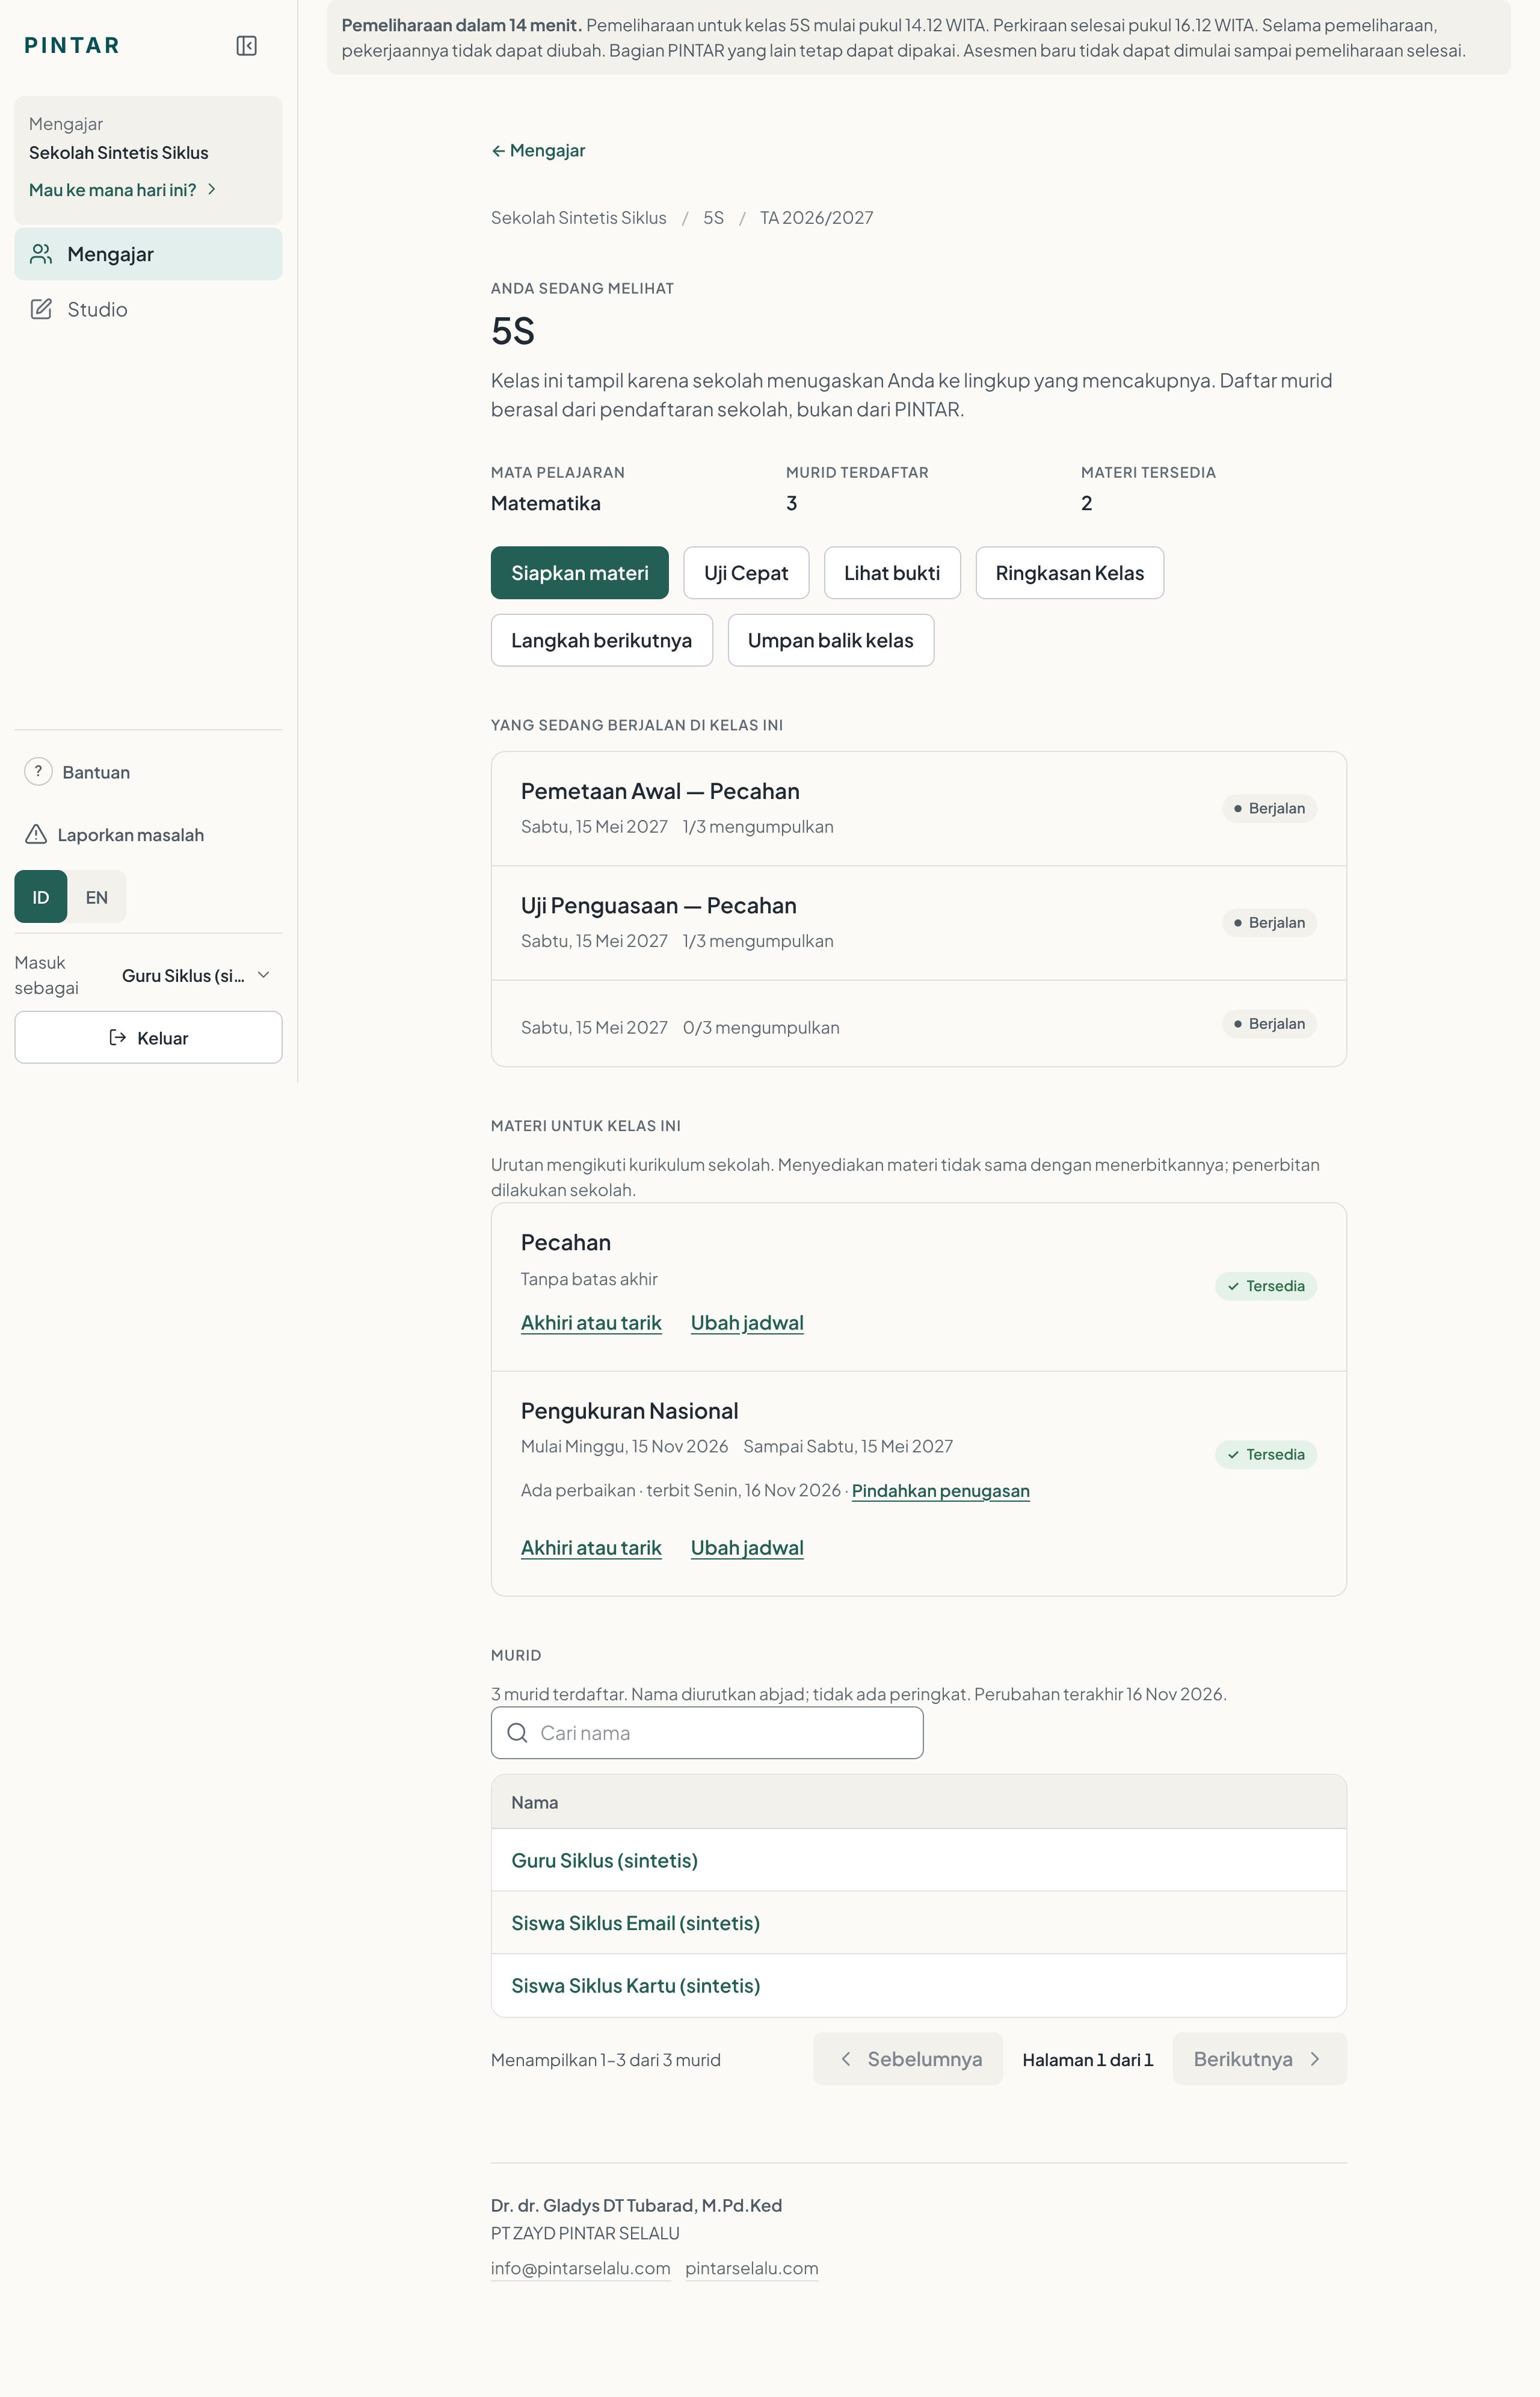 PINTAR
Mengajar
Sekolah Sintetis Siklus
Mau ke mana hari ini?
Mengajar
Studio
? Bantuan
Laporkan masalah
ID EN
Masuk sebagai
Guru Siklus (si...
Keluar
Pemeliharaan dalam 14 menit. Pemeliharaan untuk kelas 5S mulai pukul 14.12 WITA. Perkiraan selesai pukul 16.12 WITA. Selama pemeliharaan,
pekerjaannya tidak dapat diubah. Bagian PINTAR yang lain tetap dapat dipakai. Asesmen baru tidak dapat dimulai sampai pemeliharaan selesai.
← Mengajar
Sekolah Sintetis Siklus / 5S / TA 2026/2027
ANDA SEDANG MELIHAT
5S
Kelas ini tampil karena sekolah menugaskan Anda ke lingkup yang mencakupnya. Daftar murid
berasal dari pendaftaran sekolah, bukan dari PINTAR.
MATA PELAJARAN MURID TERDAFTAR MATERI TERSEDIA
Matematika 3 2
Siapkan materi Uji Cepat Lihat bukti Ringkasan Kelas
Langkah berikutnya Umpan balik kelas
YANG SEDANG BERJALAN DI KELAS INI
Pemetaan Awal — Pecahan
Sabtu, 15 Mei 2027 1/3 mengumpulkan
Berjalan
Uji Penguasaan — Pecahan
Sabtu, 15 Mei 2027 1/3 mengumpulkan
Berjalan
Sabtu, 15 Mei 2027 0/3 mengumpulkan
Berjalan
MATERI UNTUK KELAS INI
Urutan mengikuti kurikulum sekolah. Menyediakan materi tidak sama dengan menerbitkannya; penerbitan
dilakukan sekolah.
Pecahan
Tanpa batas akhir
Tersedia
Akhiri atau tarik Ubah jadwal
Pengukuran Nasional
Mulai Minggu, 15 Nov 2026 Sampai Sabtu, 15 Mei 2027
Tersedia
Ada perbaikan · terbit Senin, 16 Nov 2026 · Pindahkan penugasan
Akhiri atau tarik Ubah jadwal
MURID
3 murid terdaftar. Nama diurutkan abjad; tidak ada peringkat. Perubahan terakhir 16 Nov 2026.
Cari nama
Nama
Guru Siklus (sintetis)
Siswa Siklus Email (sintetis)
Siswa Siklus Kartu (sintetis)
Menampilkan 1–3 dari 3 murid Sebelumnya Halaman 1 dari 1 Berikutnya
Dr. dr. Gladys DT Tubarad, M.Pd.Ked
PT ZAYD PINTAR SELALU
info@pintarselalu.com pintarselalu.com